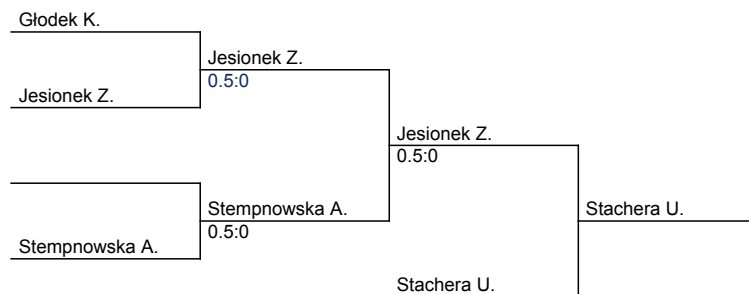 Głodek K.
Jesionek Z.
0.5:0
Jesionek Z.
Jesionek Z.
0.5:0
Stempnowska A.
Stachera U.
0.5:0
Stempnowska A.
Stachera U.